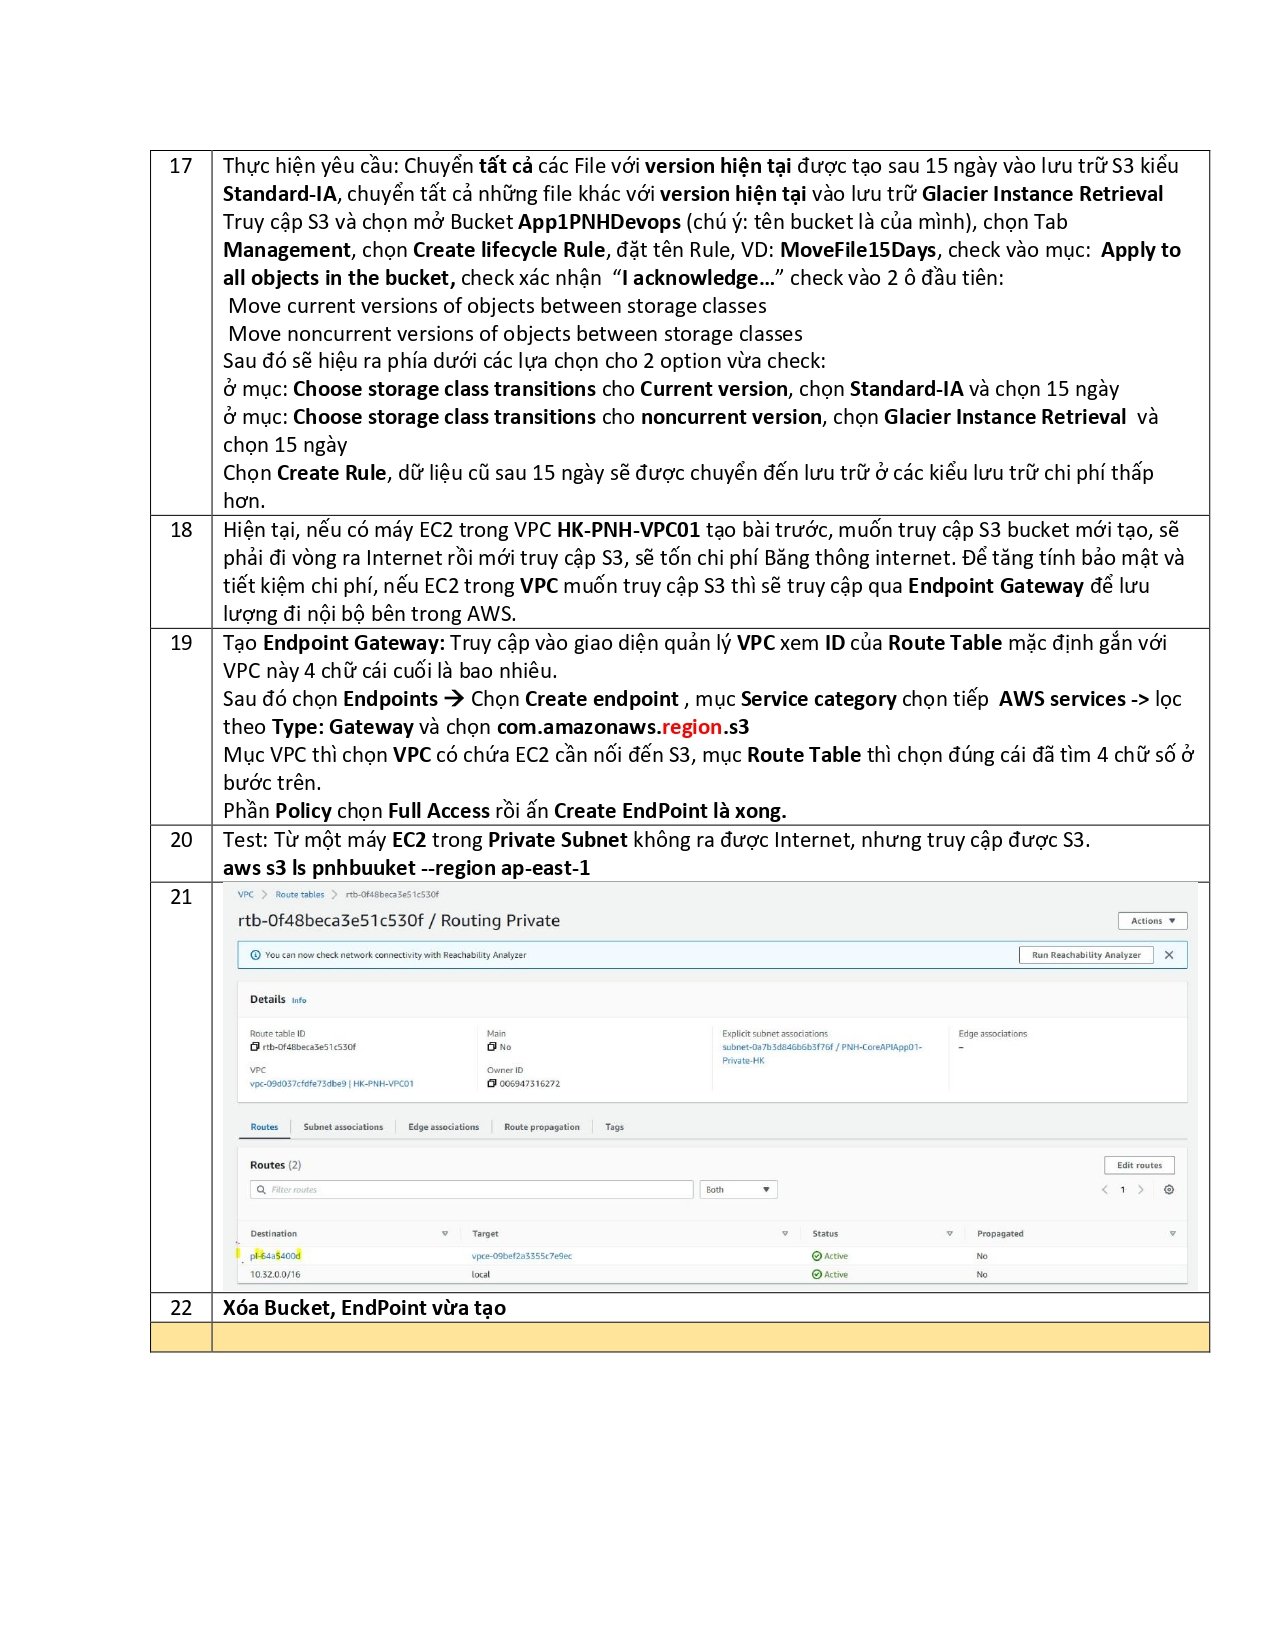 17
Thực hiện yêu cầu: Chuyển tất cả các File với version hiện tại được tạo sau 15 ngày vào lưu trữ S3 kiểu
Standard-IA, chuyển tất cả những file khác với version hiện tại vào lưu trữ Glacier Instance Retrieval
Truy cập S3 và chọn mở Bucket App1PNHDevops (chú ý: tên bucket là của mình), chọn Tab
Management, chọn Create lifecycle Rule, đặt tên Rule, VD: MoveFile15Days, check vào mục: Apply to
all objects in the bucket, check xác nhận “I acknowledge…” check vào 2 ô đầu tiên:
Move current versions of objects between storage classes
Move noncurrent versions of objects between storage classes
Sau đó sẽ hiệu ra phía dưới các lựa chọn cho 2 option vừa check:
ở mục: Choose storage class transitions cho Current version, chọn Standard-IA và chọn 15 ngày
ở mục: Choose storage class transitions cho noncurrent version, chọn Glacier Instance Retrieval và
chọn 15 ngày
Chọn Create Rule, dữ liệu cũ sau 15 ngày sẽ được chuyển đến lưu trữ ở các kiểu lưu trữ chi phí thấp
hơn.
18
Hiện tại, nếu có máy EC2 trong VPC HK-PNH-VPC01 tạo bài trước, muốn truy cập S3 bucket mới tạo, sẽ
phải đi vòng ra Internet rồi mới truy cập S3, sẽ tốn chi phí Băng thông internet. Để tăng tính bảo mật và
tiết kiệm chi phí, nếu EC2 trong VPC muốn truy cập S3 thì sẽ truy cập qua Endpoint Gateway để lưu
lượng đi nội bộ bên trong AWS.
19
Tạo Endpoint Gateway: Truy cập vào giao diện quản lý VPC xem ID của Route Table mặc định gắn với
VPC này 4 chữ cái cuối là bao nhiêu.
Sau đó chọn Endpoints → Chọn Create endpoint , mục Service category chọn tiếp AWS services -> lọc
theo Type: Gateway và chọn com.amazonaws.region.s3
Mục VPC thì chọn VPC có chứa EC2 cần nối đến S3, mục Route Table thì chọn đúng cái đã tìm 4 chữ số ở
bước trên.
Phần Policy chọn Full Access rồi ấn Create EndPoint là xong.
20
Test: Từ một máy EC2 trong Private Subnet không ra được Internet, nhưng truy cập được S3.
aws s3 ls pnhbuuket --region ap-east-1
21
VPC > Route tables > rtb-0f48beca3e51c530f
rtb-0f48beca3e51c530f / Routing Private
Actions
You can now check network connectivity with Reachability Analyzer
Run Reachability Analyzer
Details Info
Route table ID
rtb-0f48beca3e51c530f
Main
No
Explicit subnet associations
subnet-0a7b3d846b6b3f76f / PNH-CoreAPIApp01-
Private-HK
Edge associations
–
VPC
vpc-09d037cfdfe73dbe9 | HK-PNH-VPC01
Owner ID
006947316272
Routes Subnet associations Edge associations Route propagation Tags
Routes (2)
Edit routes
Filter routes
Both
1
Destination Target Status Propagated
pl-64a5400d vpce-09bef2a3355c7e9ec Active No
10.32.0.0/16 local Active No
22
Xóa Bucket, EndPoint vừa tạo